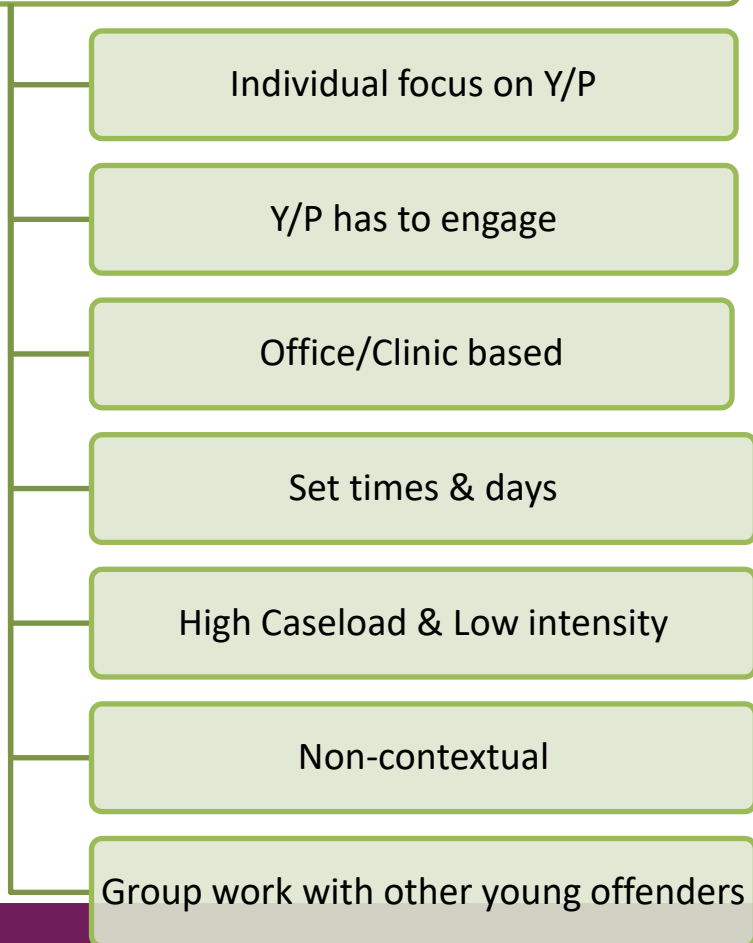 Individual focus on Y/P
Y/P has to engage
Office/Clinic based
Set times & days
High Caseload & Low intensity
Non-contextual
Group work with other young offenders